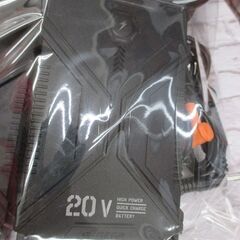 20V
HIGH POWER
QUICK CHARGE
BATTERY